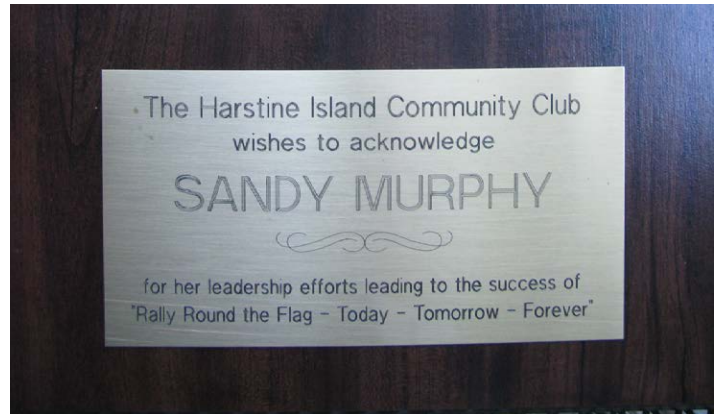 The Harstine Island Community Club
wishes to acknowledge
SANDY MURPHY
for her leadership efforts leading to the success of
"Rally Round the Flag - Today - Tomorrow - Forever"